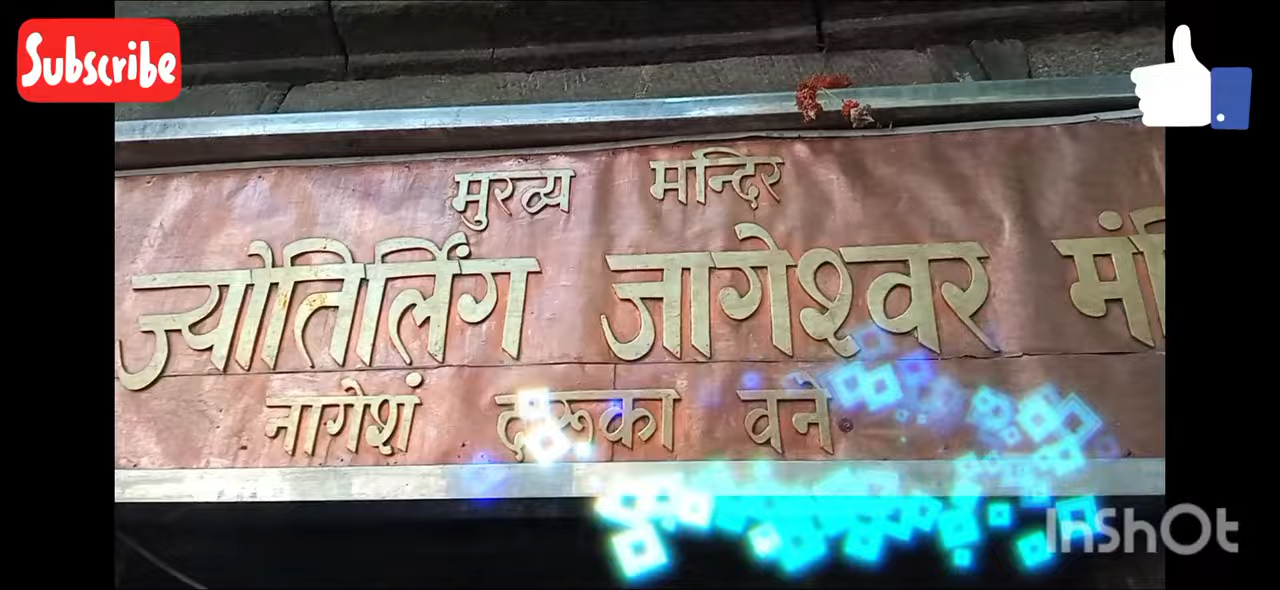 Subscribe
मुख्य मन्दिर
ज्योतिर्लिंग जागेश्वर
नागेशं दारूका वने
InShOt